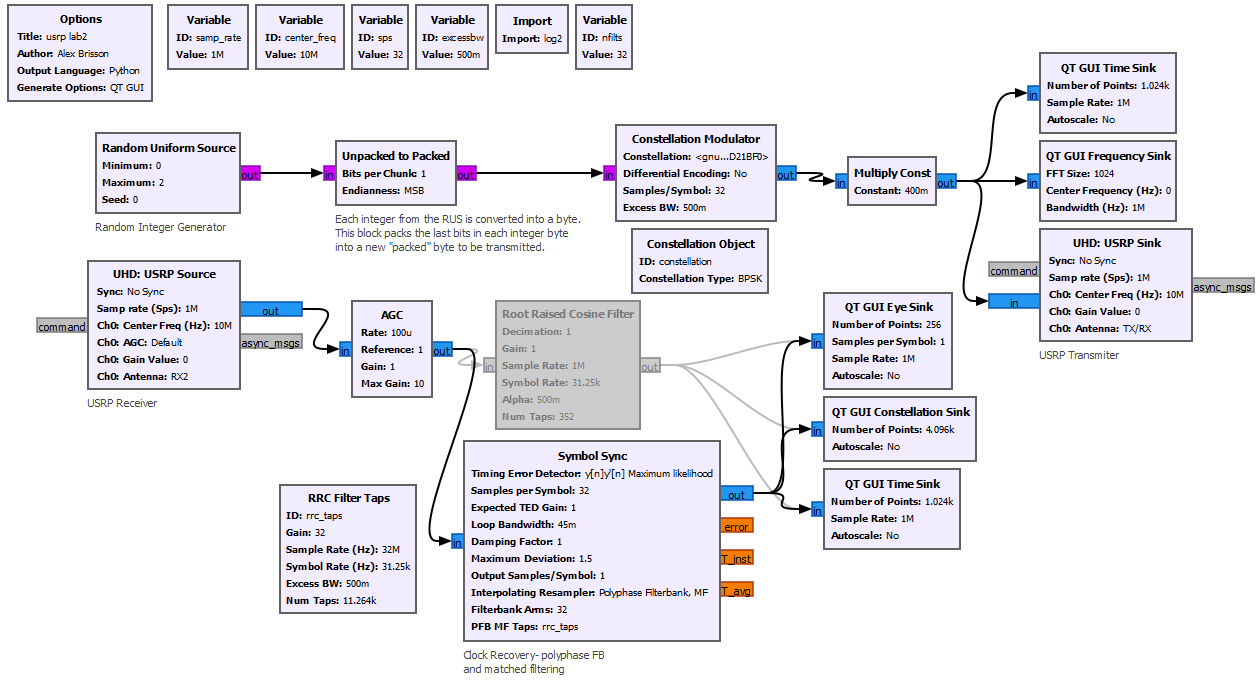 Options
Title: usrp lab2
Author: Alex Brisson
Output Language: Python
Generate Options: QT GUI
Variable
ID: samp_rate
Value: 1M
Variable
ID: center_freq
Value: 10M
Variable
ID: sps
Value: 32
Variable
ID: excessbw
Value: 500m
Import
Import: log2
Variable
ID: nfilts
Value: 32
Random Uniform Source
Minimum: 0
Maximum: 2
Seed: 0
out
Random Integer Generator
in
Unpacked to Packed
Bits per Chunk: 1
Endianness: MSB
out
Each integer from the RUS is converted into a byte.
This block packs the last bits in each integer byte
into a new "packed" byte to be transmitted.
in
Constellation Modulator
Constellation: <gnu...D21BF0>
Differential Encoding: No
Samples/Symbol: 32
Excess BW: 500m
out
Constellation Object
ID: constellation
Constellation Type: BPSK
in
Multiply Const
Constant: 400m
out
in
QT GUI Time Sink
Number of Points: 1.024k
Sample Rate: 1M
Autoscale: No
in
QT GUI Frequency Sink
FFT Size: 1024
Center Frequency (Hz): 0
Bandwidth (Hz): 1M
command
in
UHD: USRP Sink
Sync: No Sync
Samp rate (Sps): 1M
Ch0: Center Freq (Hz): 10M
Ch0: Gain Value: 0
Ch0: Antenna: TX/RX
async_msgs
USRP Transmiter
command
UHD: USRP Source
Sync: No Sync
Samp rate (Sps): 1M
Ch0: Center Freq (Hz): 10M
Ch0: AGC: Default
Ch0: Gain Value: 0
Ch0: Antenna: RX2
out
async_msgs
USRP Receiver
in
AGC
Rate: 100u
Reference: 1
Gain: 1
Max Gain: 10
out
in
Root Raised Cosine Filter
Decimation: 1
Gain: 1
Sample Rate: 1M
Symbol Rate: 31.25k
Alpha: 500m
Num Taps: 352
out
in
QT GUI Eye Sink
Number of Points: 256
Samples per Symbol: 1
Sample Rate: 1M
Autoscale: No
in
QT GUI Constellation Sink
Number of Points: 4.096k
Autoscale: No
in
QT GUI Time Sink
Number of Points: 1.024k
Sample Rate: 1M
Autoscale: No
RRC Filter Taps
ID: rrc_taps
Gain: 32
Sample Rate (Hz): 32M
Symbol Rate (Hz): 31.25k
Excess BW: 500m
Num Taps: 11.264k
in
Symbol Sync
Timing Error Detector: y[n]y'[n] Maximum likelihood
Samples per Symbol: 32
Expected TED Gain: 1
Loop Bandwidth: 45m
Damping Factor: 1
Maximum Deviation: 1.5
Output Samples/Symbol: 1
Interpolating Resampler: Polyphase Filterbank, MF
Filterbank Arms: 32
PFB MF Taps: rrc_taps
out
error
T_inst
T_avg
Clock Recovery- polyphase FB
and matched filtering